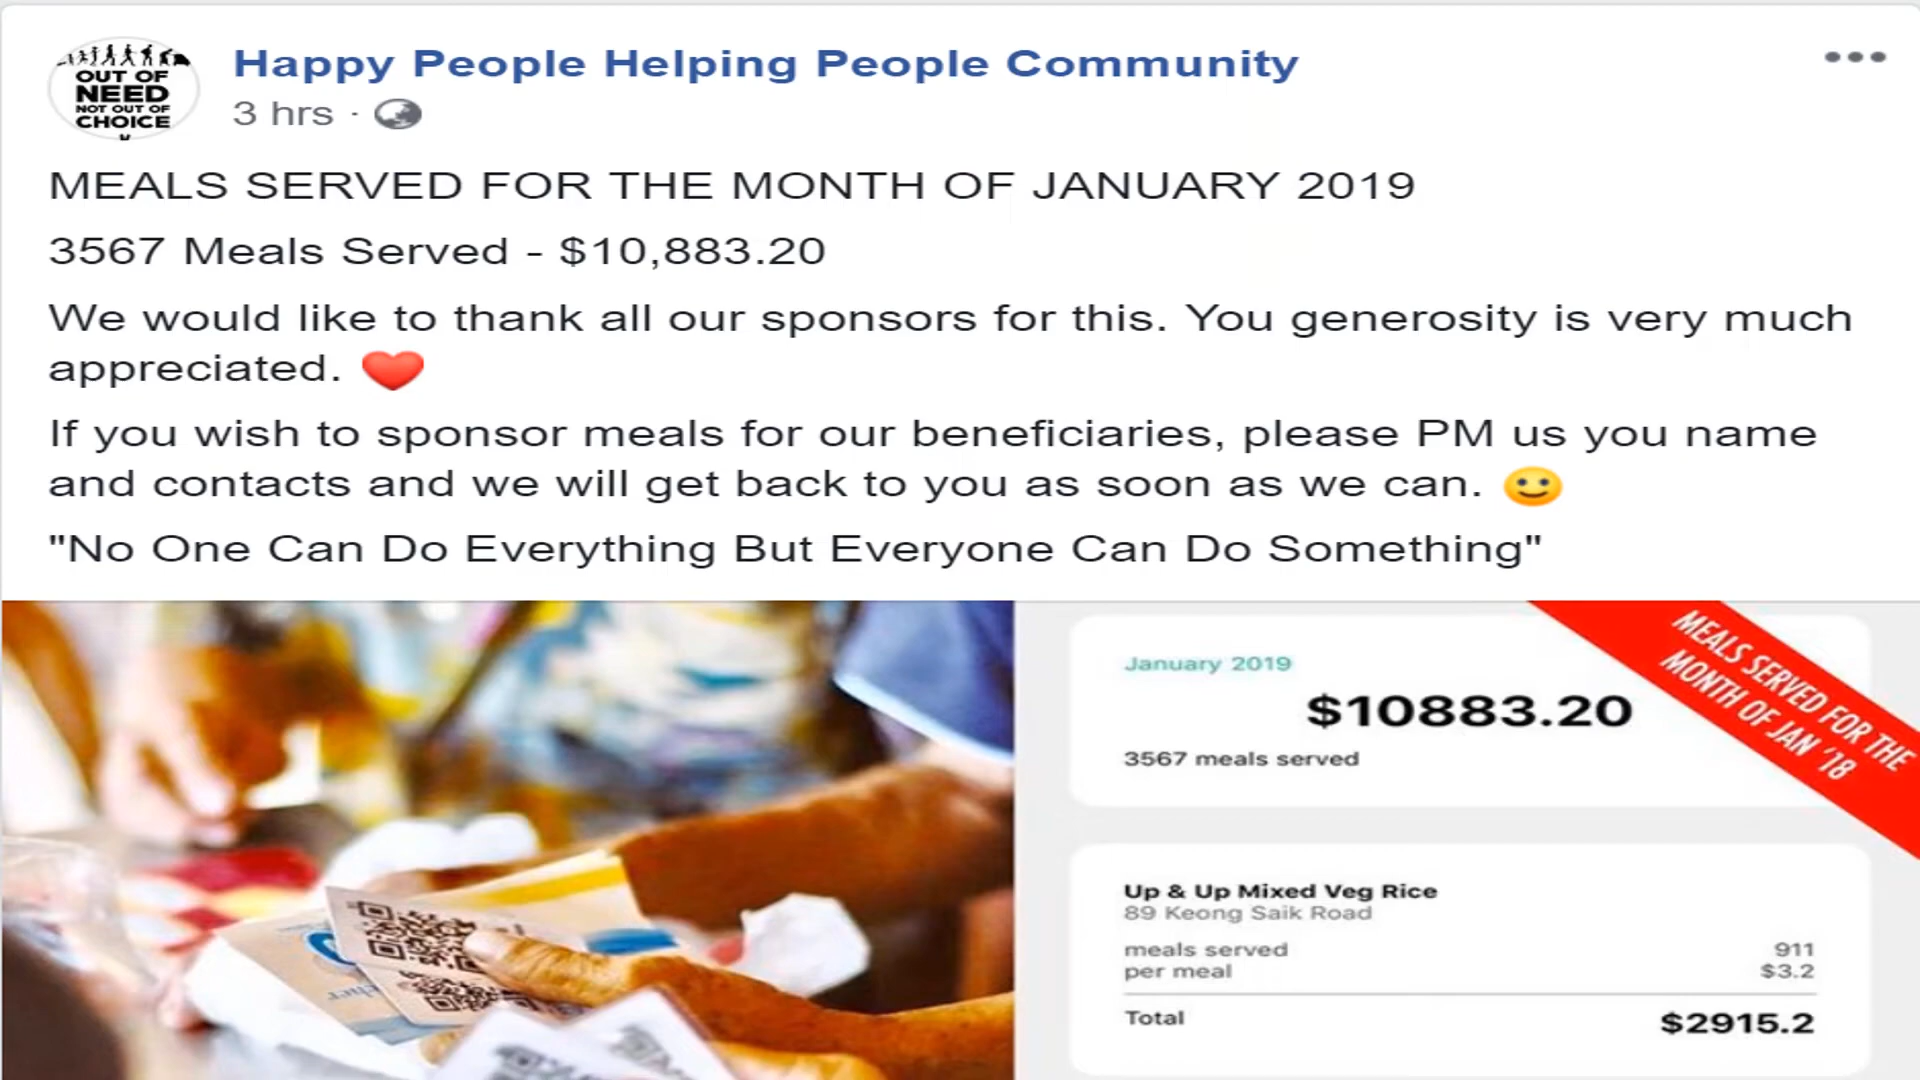 OUT OF
NEED
NOT OUT OF
CHOICE
Happy People Helping People Community
3 hrs ·
MEALS SERVED FOR THE MONTH OF JANUARY 2019
3567 Meals Served - $10,883.20
We would like to thank all our sponsors for this. You generosity is very much
appreciated. ❤️
If you wish to sponsor meals for our beneficiaries, please PM us you name
and contacts and we will get back to you as soon as we can. 🙂
"No One Can Do Everything But Everyone Can Do Something"
January 2019
$10883.20
3567 meals served
MEALS SERVED FOR THE
MONTH OF JAN '18
Up & Up Mixed Veg Rice
89 Keong Saik Road
meals served 911
per meal $3.2
Total $2915.2